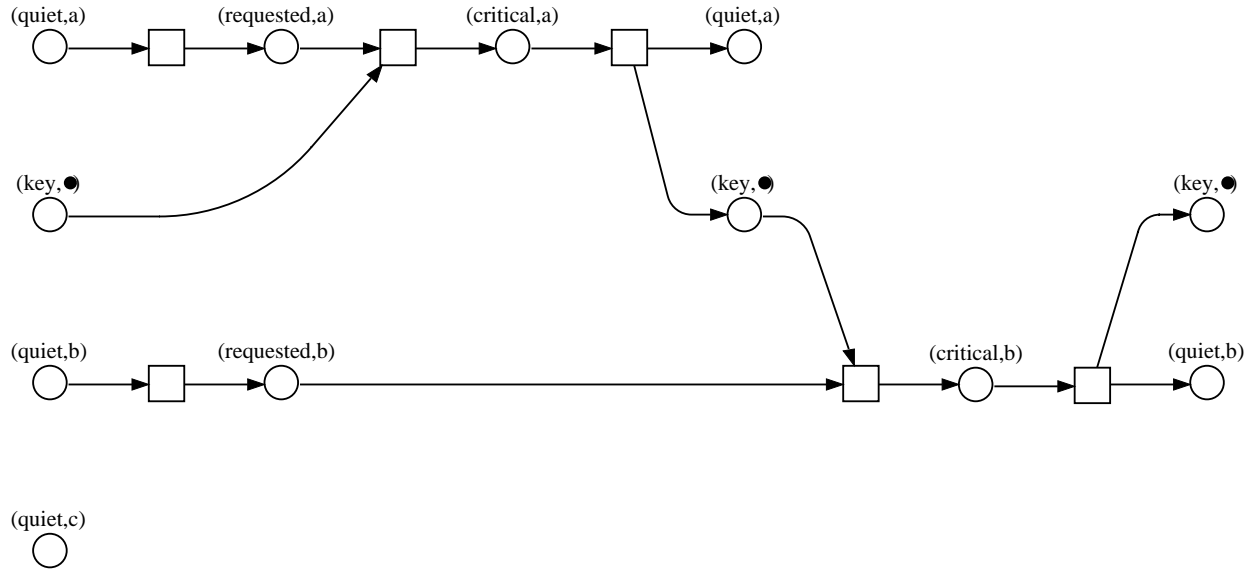 (quiet,a)
(requested,a)
(critical,a)
(quiet,a)
(key,●)
(key,●)
(key,●)
(quiet,b)
(requested,b)
(critical,b)
(quiet,b)
(quiet,c)